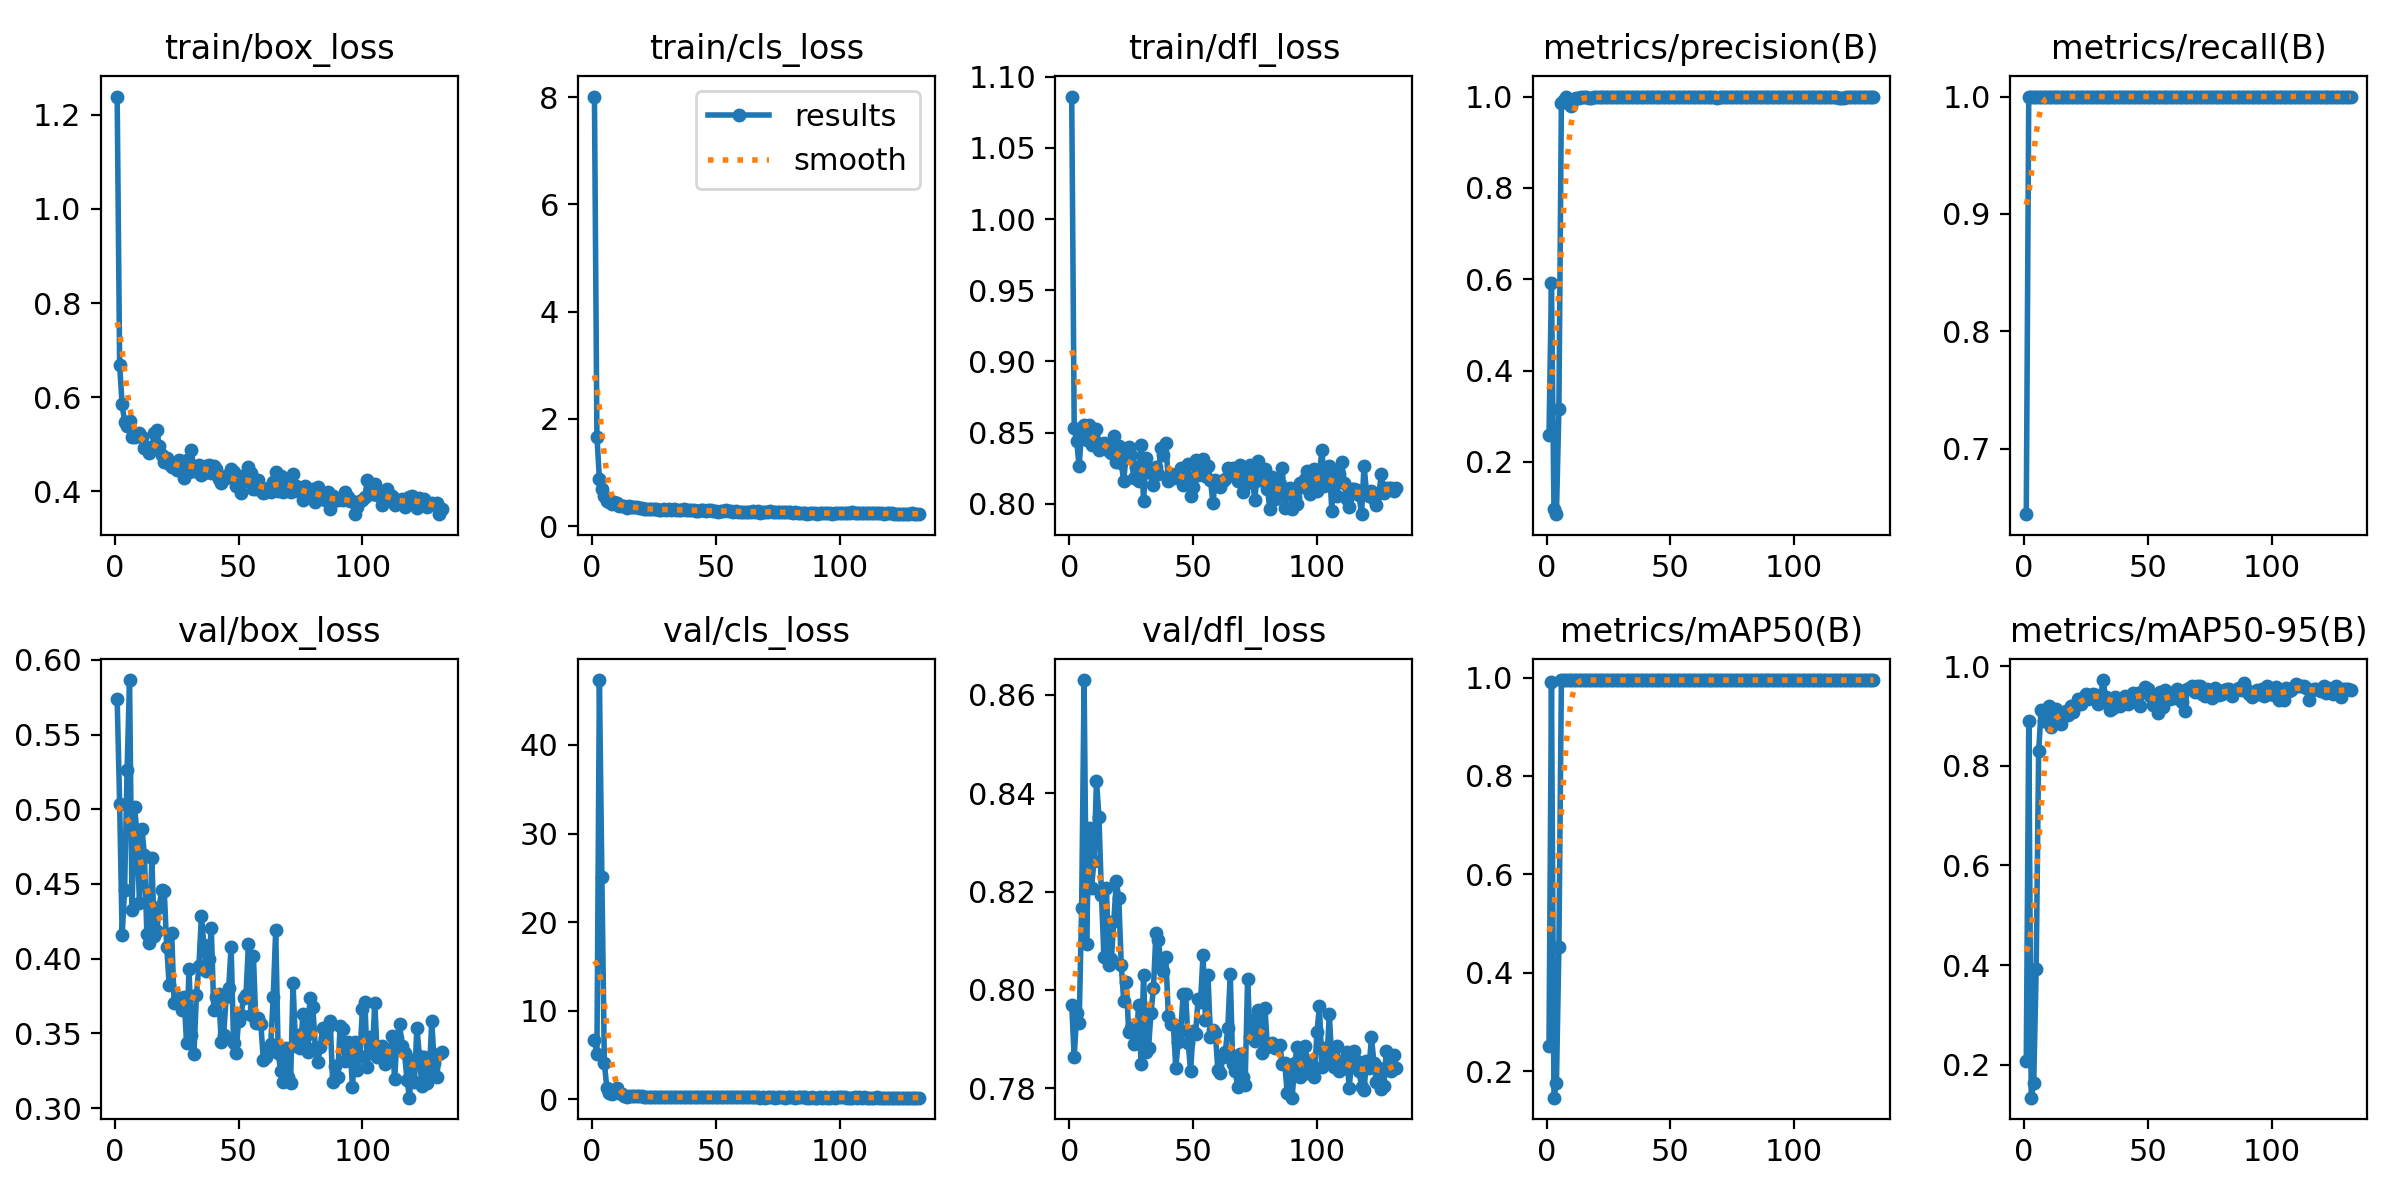 train/box_loss
1.2
1.0
0.8
0.6
0.4
0 50 100
train/cls_loss
results
smooth
8
6
4
2
0
0 50 100
train/dfl_loss
1.10
1.05
1.00
0.95
0.90
0.85
0.80
0 50 100
metrics/precision(B)
1.0
0.8
0.6
0.4
0.2
0 50 100
metrics/recall(B)
1.0
0.9
0.8
0.7
0 50 100
val/box_loss
0.60
0.55
0.50
0.45
0.40
0.35
0.30
0 50 100
val/cls_loss
40
30
20
10
0
0 50 100
val/dfl_loss
0.86
0.84
0.82
0.80
0.78
0 50 100
metrics/mAP50(B)
1.0
0.8
0.6
0.4
0.2
0 50 100
metrics/mAP50-95(B)
1.0
0.8
0.6
0.4
0.2
0 50 100